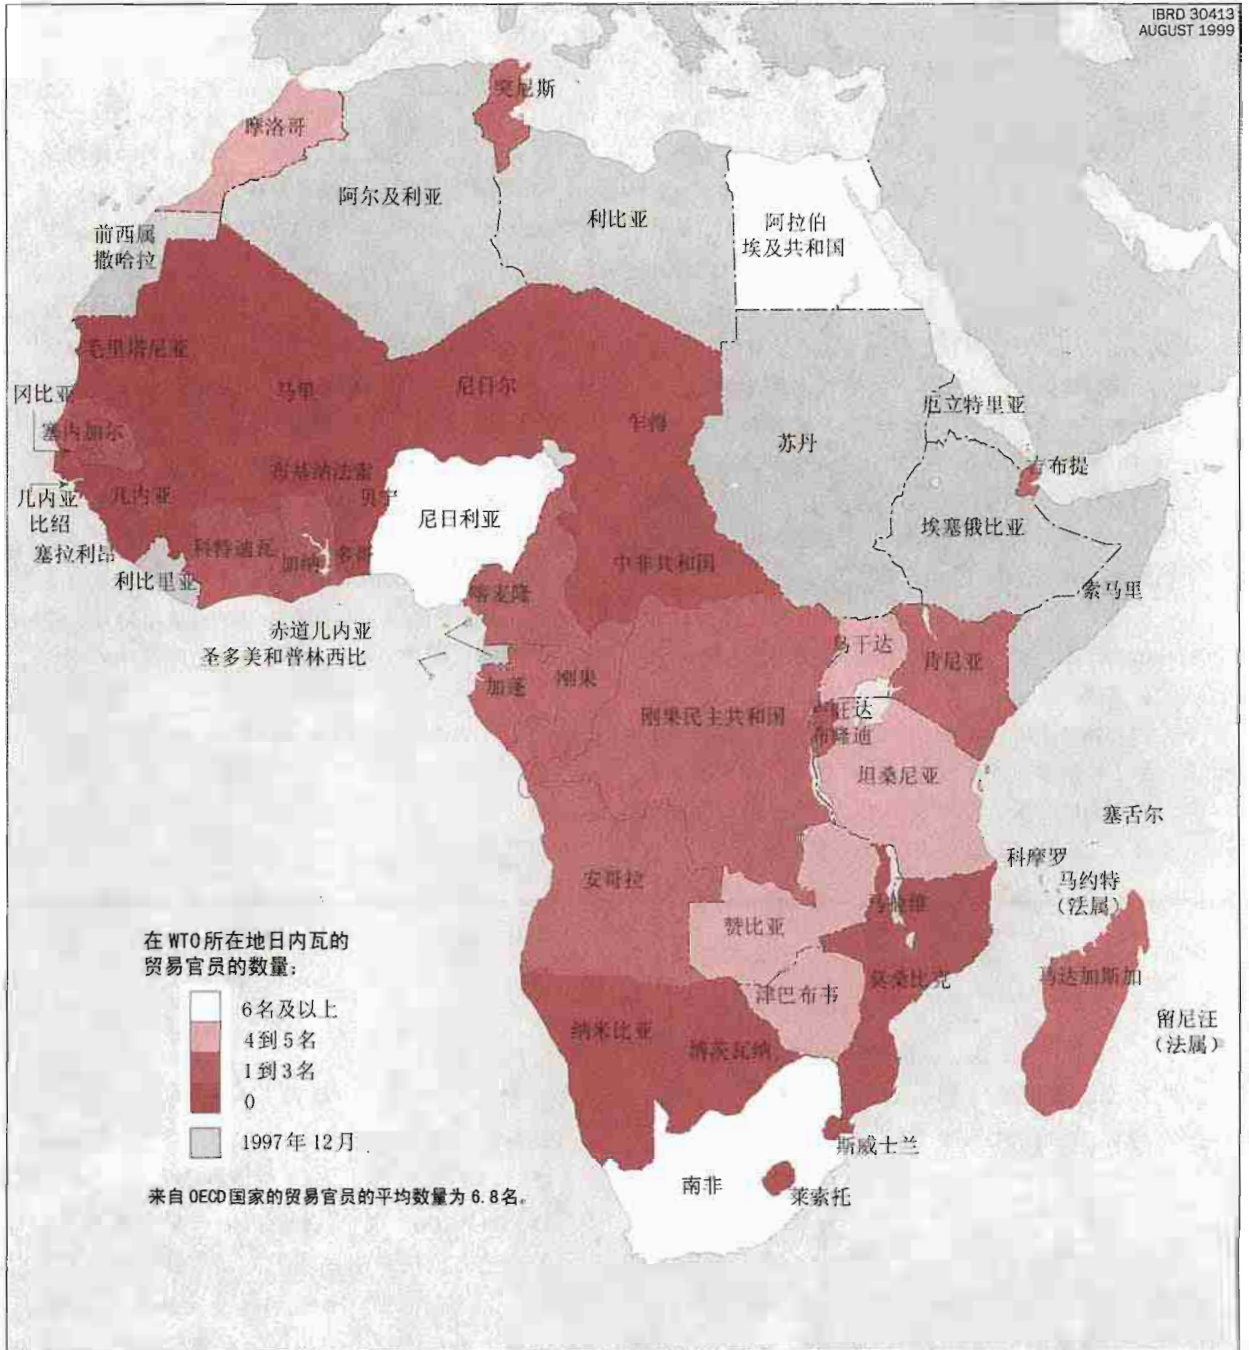 IBRD 30413
AUGUST 1999
突尼斯
摩洛哥
阿尔及利亚
利比亚
阿拉伯
埃及共和国
前西属
撒哈拉
毛里塔尼亚
马里
尼日尔
冈比亚
乍得
厄立特里亚
塞内加尔
苏丹
吉布提
布基纳法索
几内亚
比绍
几内亚
贝宁
尼日利亚
埃塞俄比亚
塞拉利昂
科特迪瓦
加纳
多哥
中非共和国
利比里亚
喀麦隆
索马里
赤道几内亚
圣多美和普林西比
乌干达
肯尼亚
加蓬
刚果
刚果民主共和国
卢旺达
布隆迪
坦桑尼亚
塞舌尔
科摩罗
马约特
(法属)
安哥拉
马拉维
赞比亚
在 WTO 所在地日内瓦的
贸易官员的数量:
6名及以上
4到5名
1到3名
0
1997年12月
莫桑比克
马达加斯加
津巴布韦
留尼汪
(法属)
纳米比亚
博茨瓦纳
斯威士兰
南非
莱索托
来自 OECD 国家的贸易官员的平均数量为 6.8名。